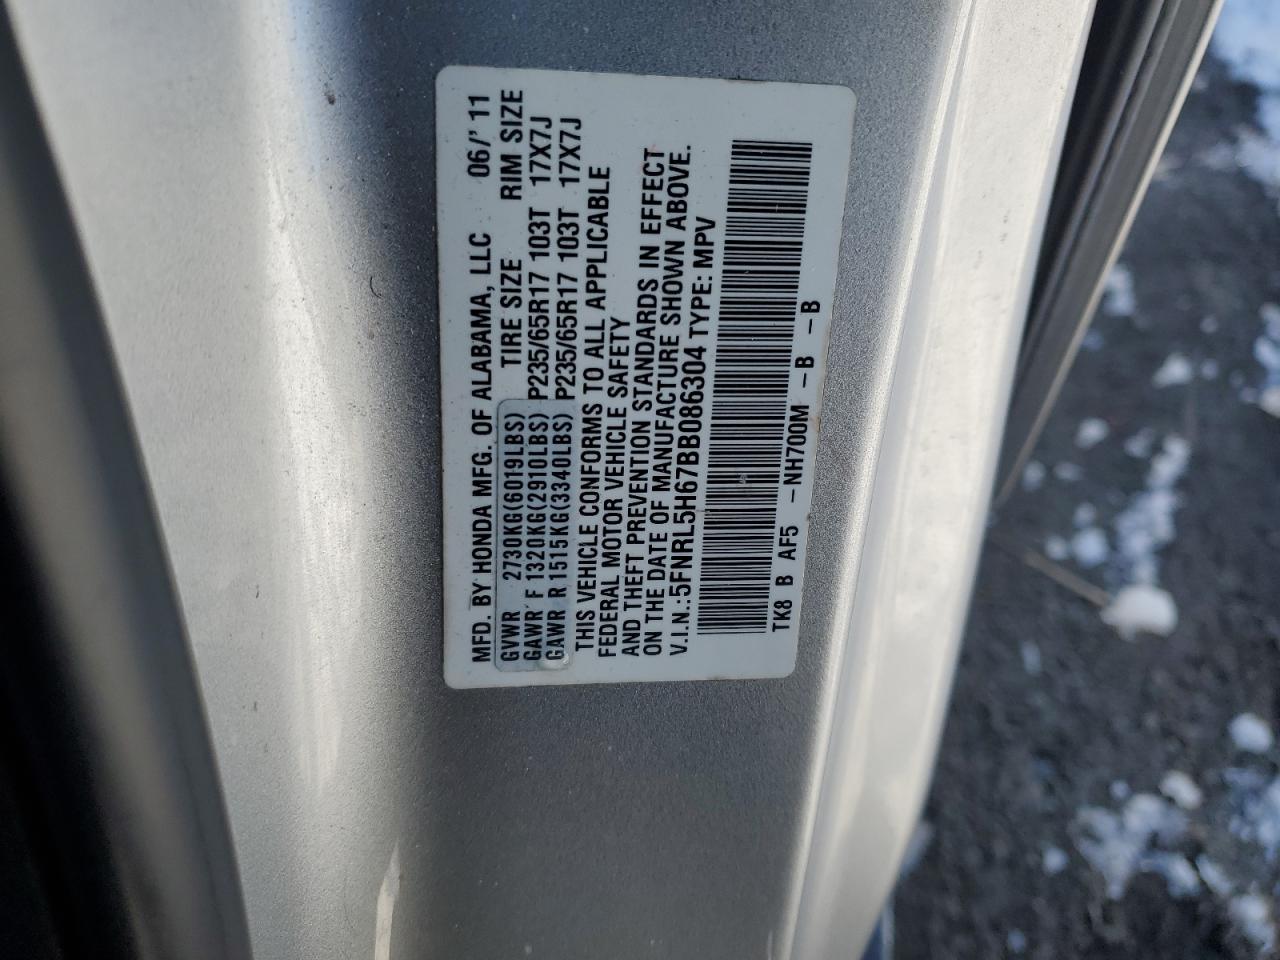 MFD. BY HONDA MFG. OF ALABAMA, LLC 06/'11
GVWR 2730KG(6019LBS) TIRE SIZE RIM SIZE
GAWR F 1320KG(2910LBS) P235/65R17 103T 17X7J
GAWR R 1515KG(3340LBS) P235/65R17 103T 17X7J
THIS VEHICLE CONFORMS TO ALL APPLICABLE
FEDERAL MOTOR VEHICLE SAFETY
AND THEFT PREVENTION STANDARDS IN EFFECT
ON THE DATE OF MANUFACTURE SHOWN ABOVE.
V.I.N.:5FNRL5H67BB086304 TYPE: MPV
TK8 B AF5 -NH700M -B -B